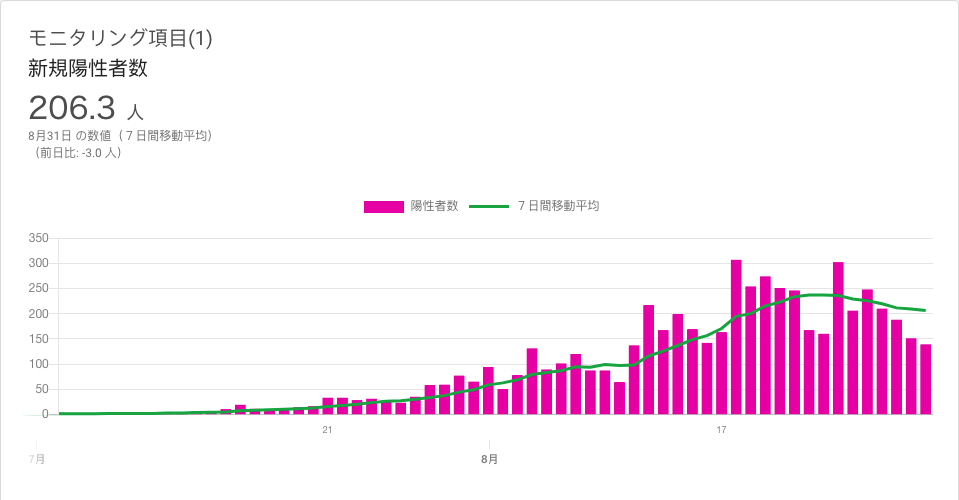 モニタリング項目(1)
新規陽性者数
206.3 人
8月31日 の数値（７日間移動平均）
（前日比: -3.0 人）
陽性者数 ７日間移動平均
350
300
250
200
150
100
50
0
21 17
7月 8月